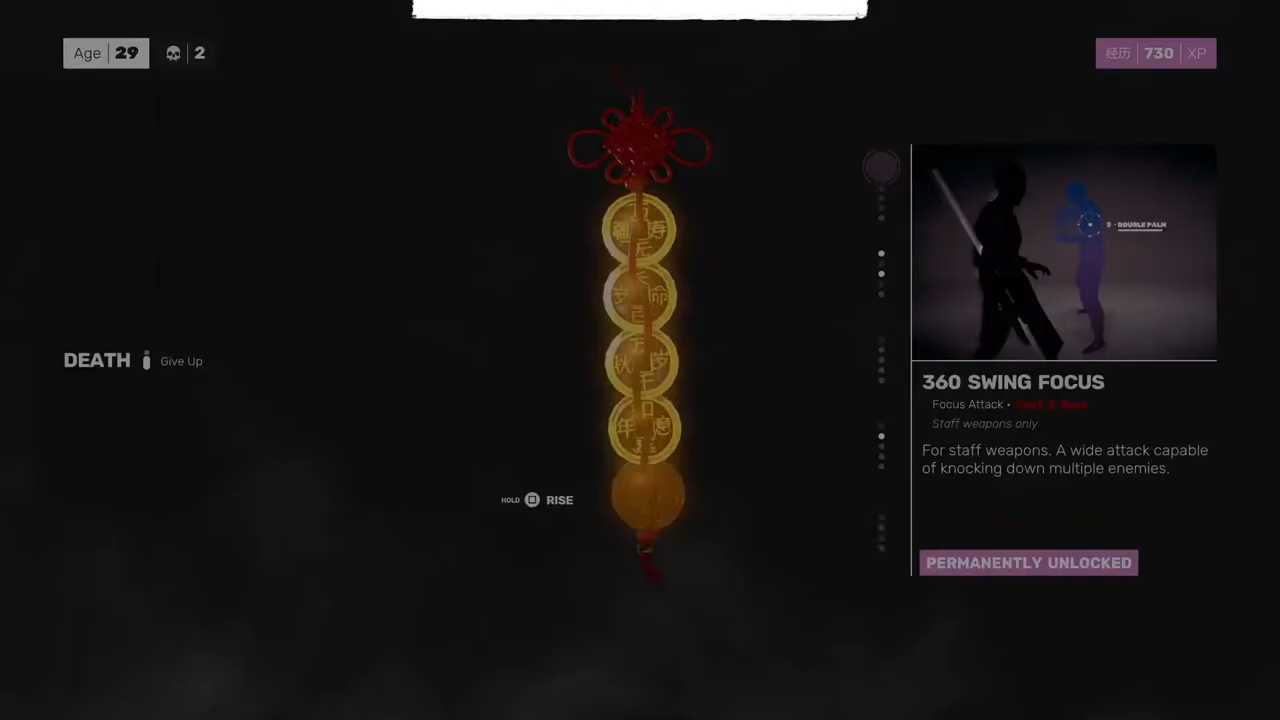 Age 29
2
经历 730 XP
3 - DOUBLE PALM
360 SWING FOCUS
Focus Attack •
Staff weapons only
For staff weapons. A wide attack capable
of knocking down multiple enemies.
PERMANENTLY UNLOCKED
DEATH Give Up
HOLD RISE